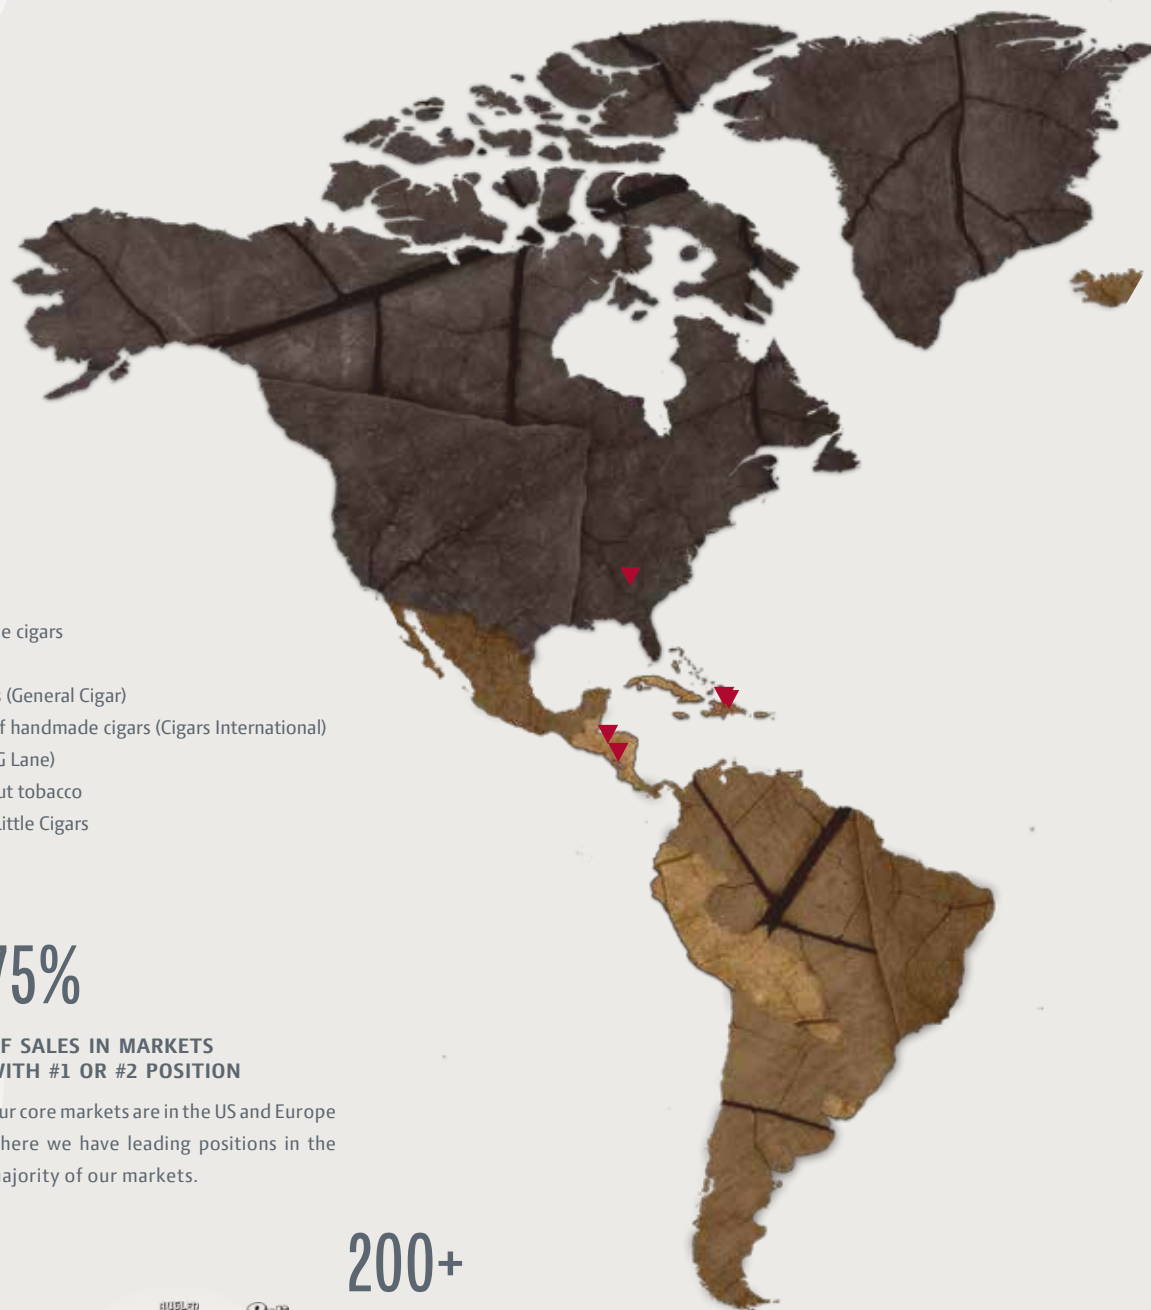 e cigars
(General Cigar)
f handmade cigars (Cigars International)
G Lane)
ut tobacco
Little Cigars
75%
F SALES IN MARKETS
WITH #1 OR #2 POSITION
ur core markets are in the US and Europe
here we have leading positions in the
ajority of our markets.
200+